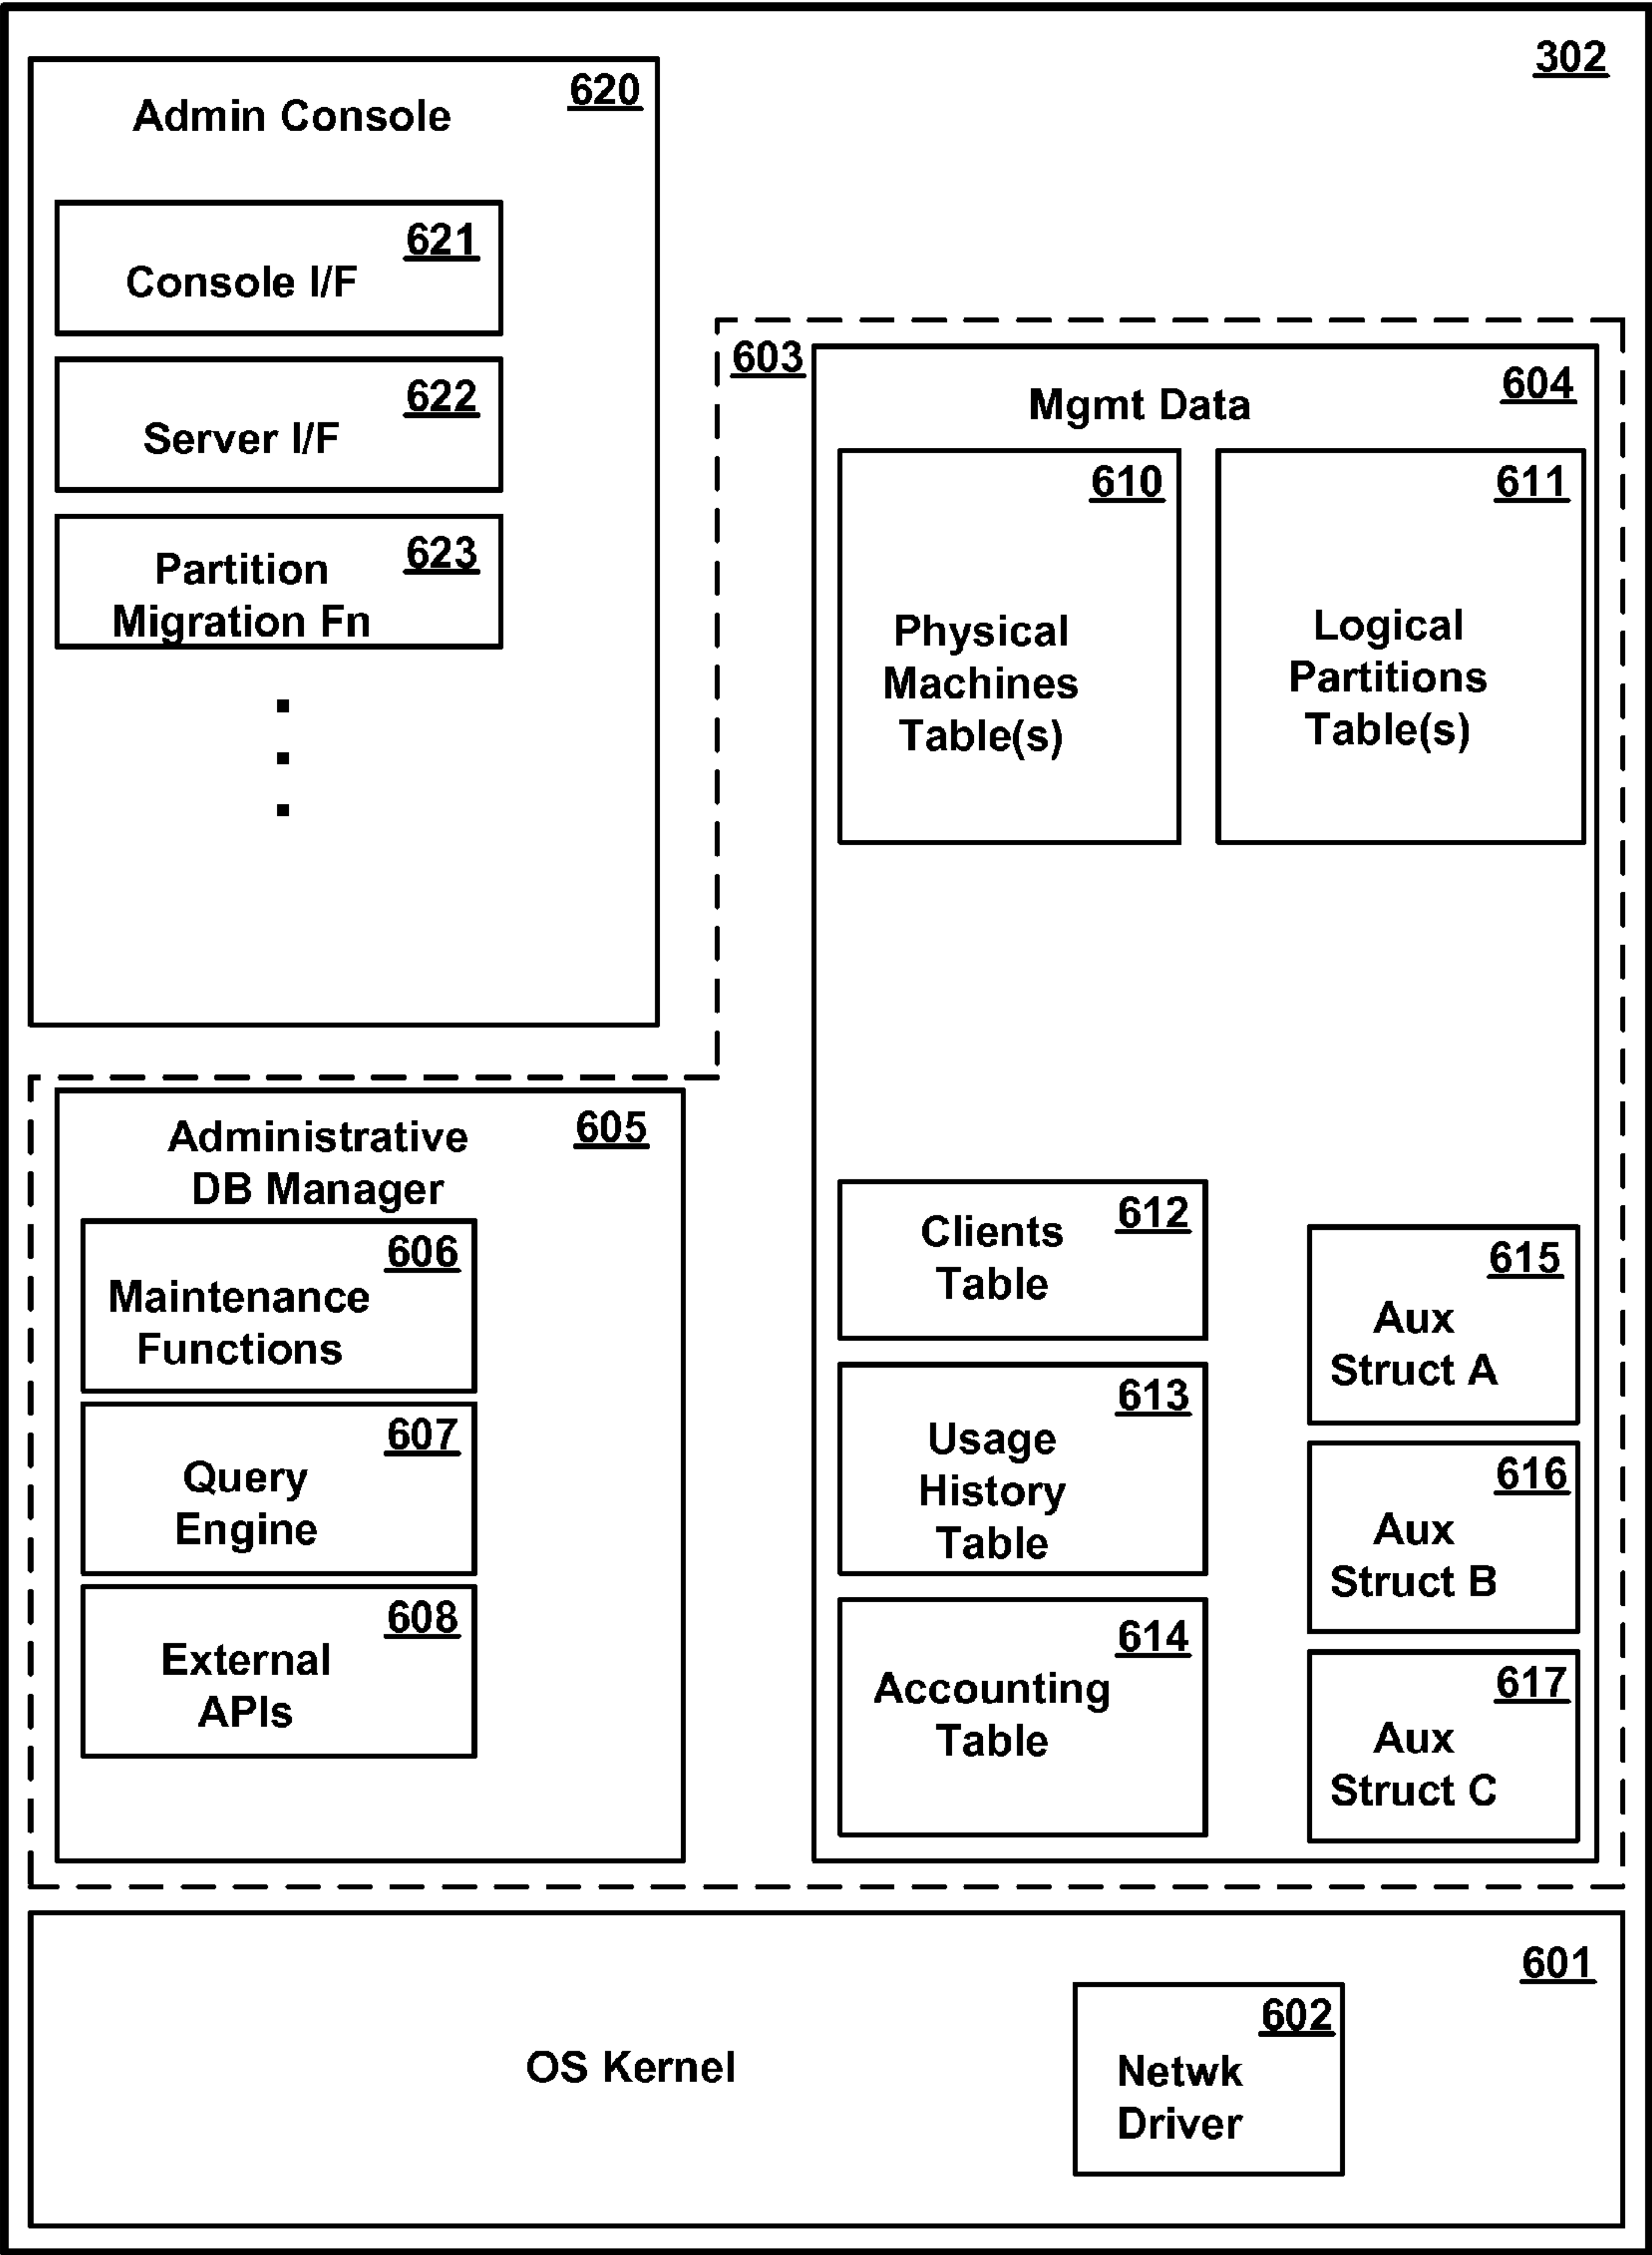 302
620
Admin Console
621
Console I/F
622
Server I/F
623
Partition
Migration Fn
603
604
Mgmt Data
610
Physical
Machines
Table(s)
611
Logical
Partitions
Table(s)
605
Administrative
DB Manager
606
Maintenance
Functions
607
Query
Engine
608
External
APIs
612
Clients
Table
613
Usage
History
Table
614
Accounting
Table
615
Aux
Struct A
616
Aux
Struct B
617
Aux
Struct C
601
OS Kernel
602
Netwk
Driver